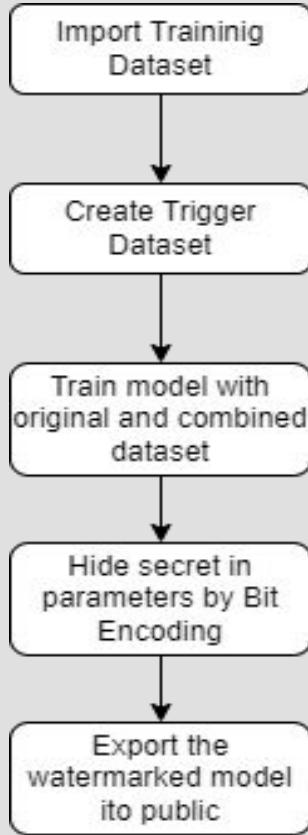 Import Traininig
Dataset
Create Trigger
Dataset
Train model with
original and combined
dataset
Hide secret in
parameters by Bit
Encoding
Export the
watermarked model
ito public